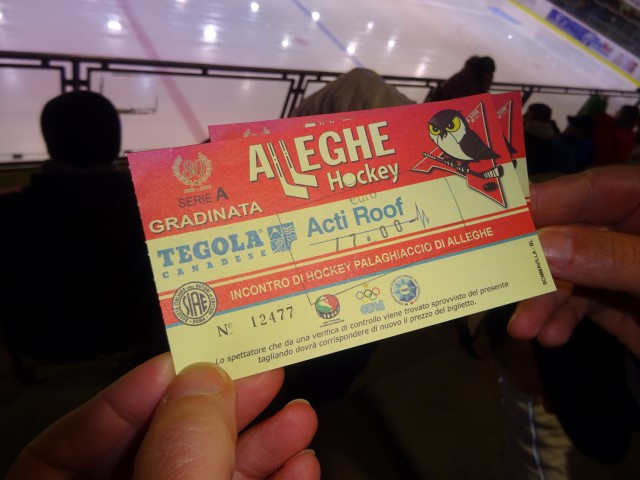 80
SERIE A
ALLEGHE
Hockey
GRADINATA
TEGOLA
CANADESE
Acti Roof
Euro
17.00
INCONTRO DI HOCKEY PALAGHIACCIO DI ALLEGHE
SIAE
N° 12477
Lo spettatore che da una verifica di controllo viene trovato sprovvisto del presente
tagliando dovrà corrispondere di nuovo il prezzo del biglietto.